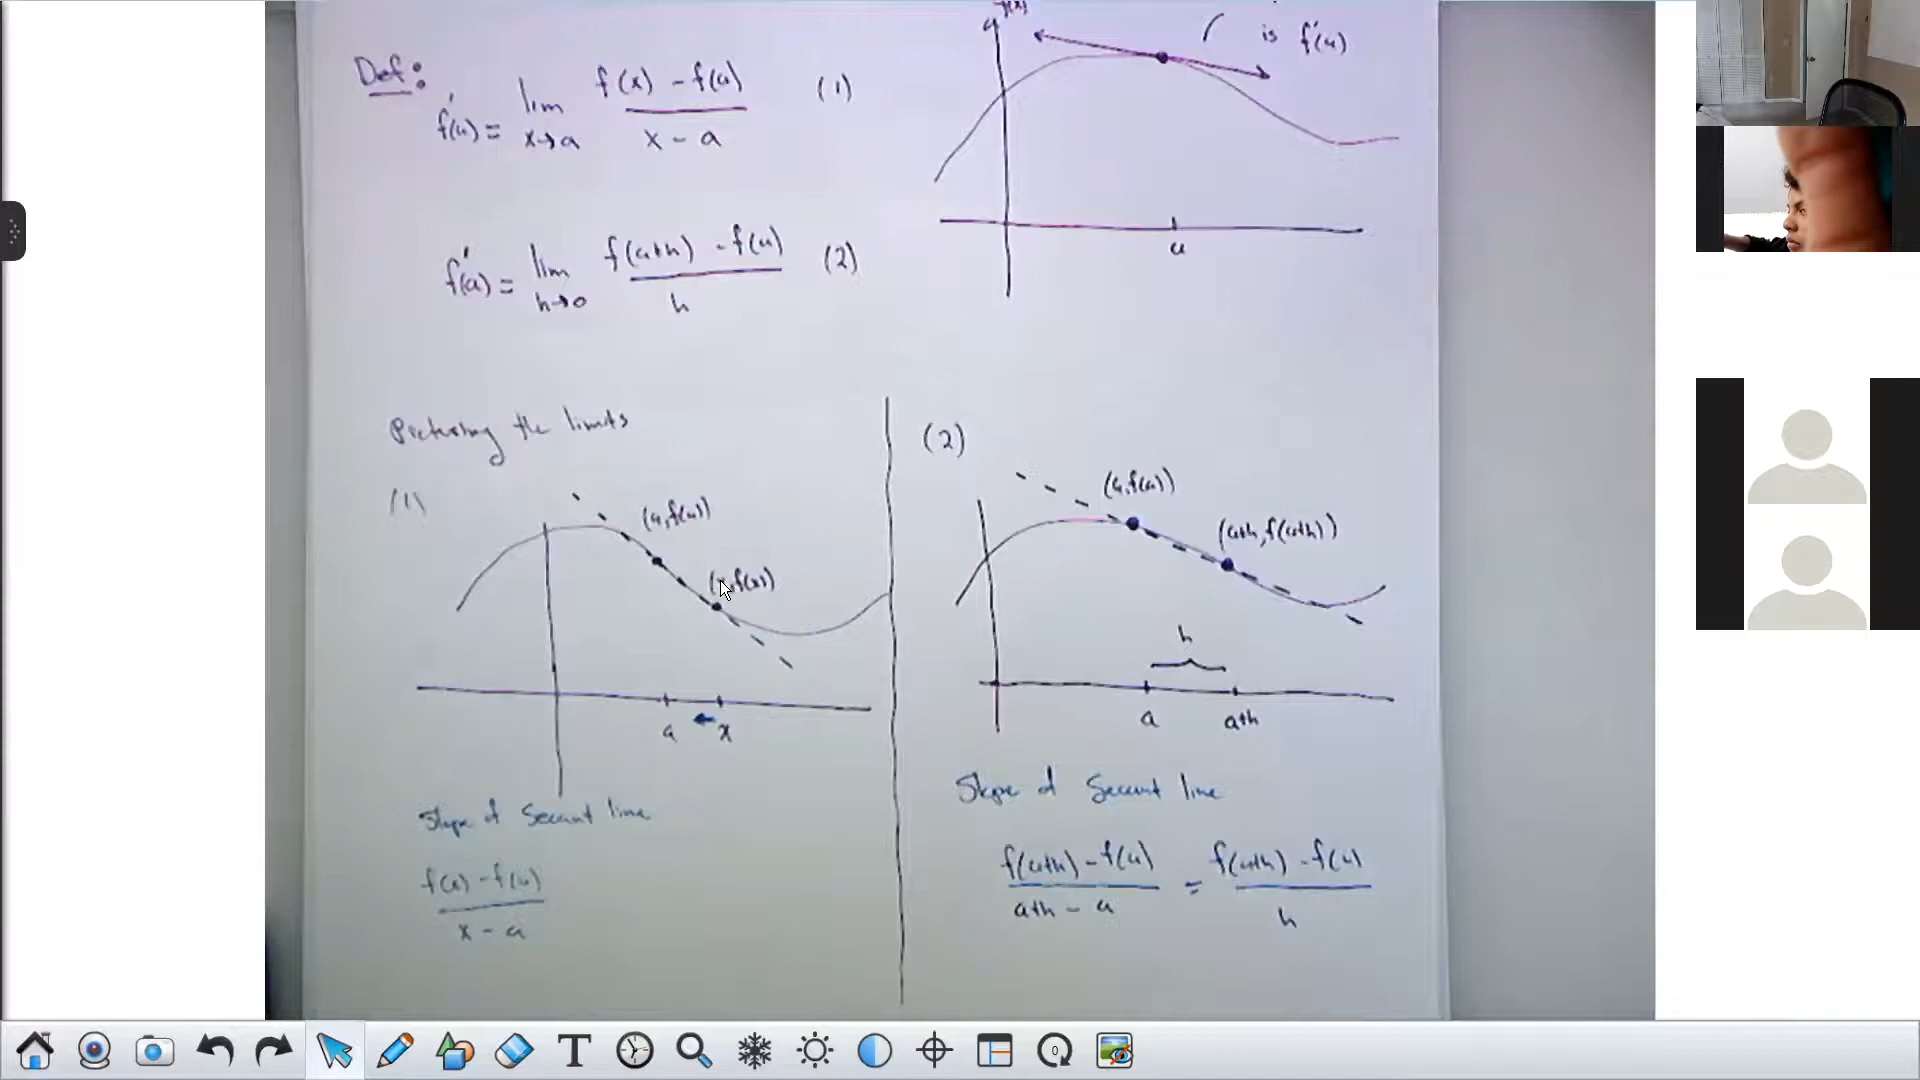 Def:
f'(a) = lim x→a f(x) - f(a) / x - a (1)
f'(a) = lim h→0 f(a+h) - f(a) / h (2)
is f'(a)
a
Picturing the limits
(1)
(a, f(a))
(x, f(x))
a x
Slope of Secant line
f(x) - f(a) / x - a
(2)
(a, f(a))
(a+h, f(a+h))
h
a a+h
Slope of Secant line
f(a+h) - f(a) / a+h - a = f(a+h) - f(a) / h
T
0